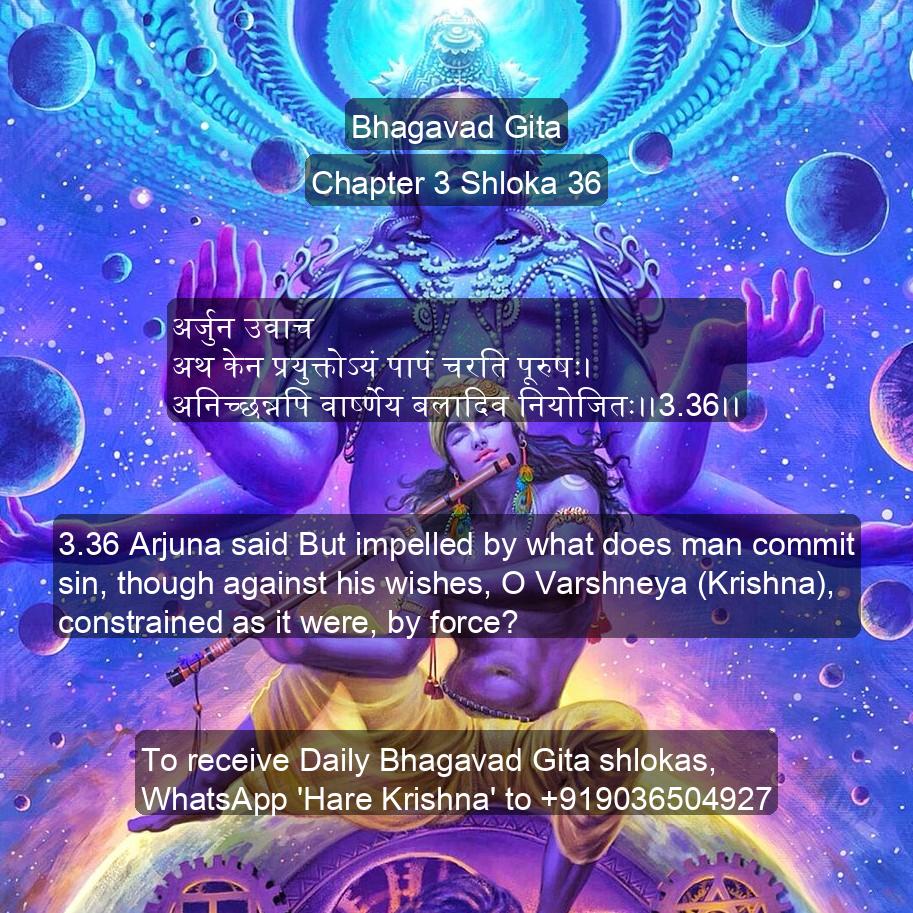 Bhagavad Gita
Chapter 3 Shloka 36
अर्जुन उवाच
अथ केन प्रयुक्तोऽयं पापं चरति पूरुषः।
अनिच्छन्नपि वार्ष्णेय बलादिव नियोजितः।।3.36।।
3.36 Arjuna said But impelled by what does man commit
sin, though against his wishes, O Varshneya (Krishna),
constrained as it were, by force?
To receive Daily Bhagavad Gita shlokas,
WhatsApp 'Hare Krishna' to +919036504927